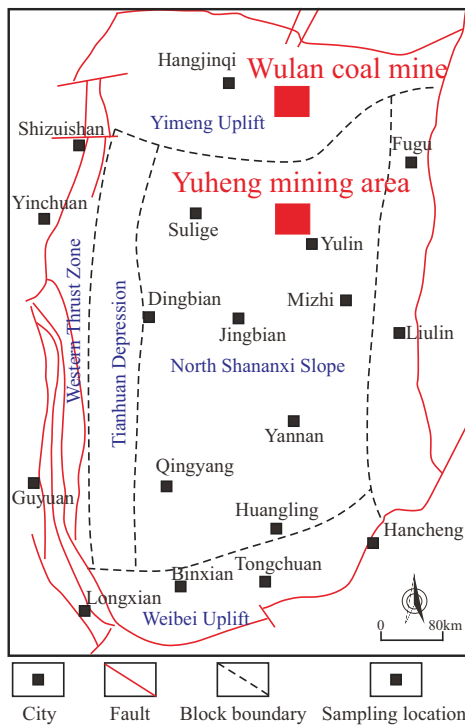 Wulan coal mine
Hangjinqi
Yimeng Uplift
Shizuishan
Fugu
Yuheng mining area
Yinchuan
Sulige
Yulin
Western Thrust Zone
Tianhuan Depression
Dingbian
Mizhi
Jingbian
Liulin
North Shananxi Slope
Yannan
Qingyang
Guyuan
Huangling
Hancheng
Binxian
Tongchuan
Longxian
Weibei Uplift
0 80km
City Fault Block boundary Sampling location